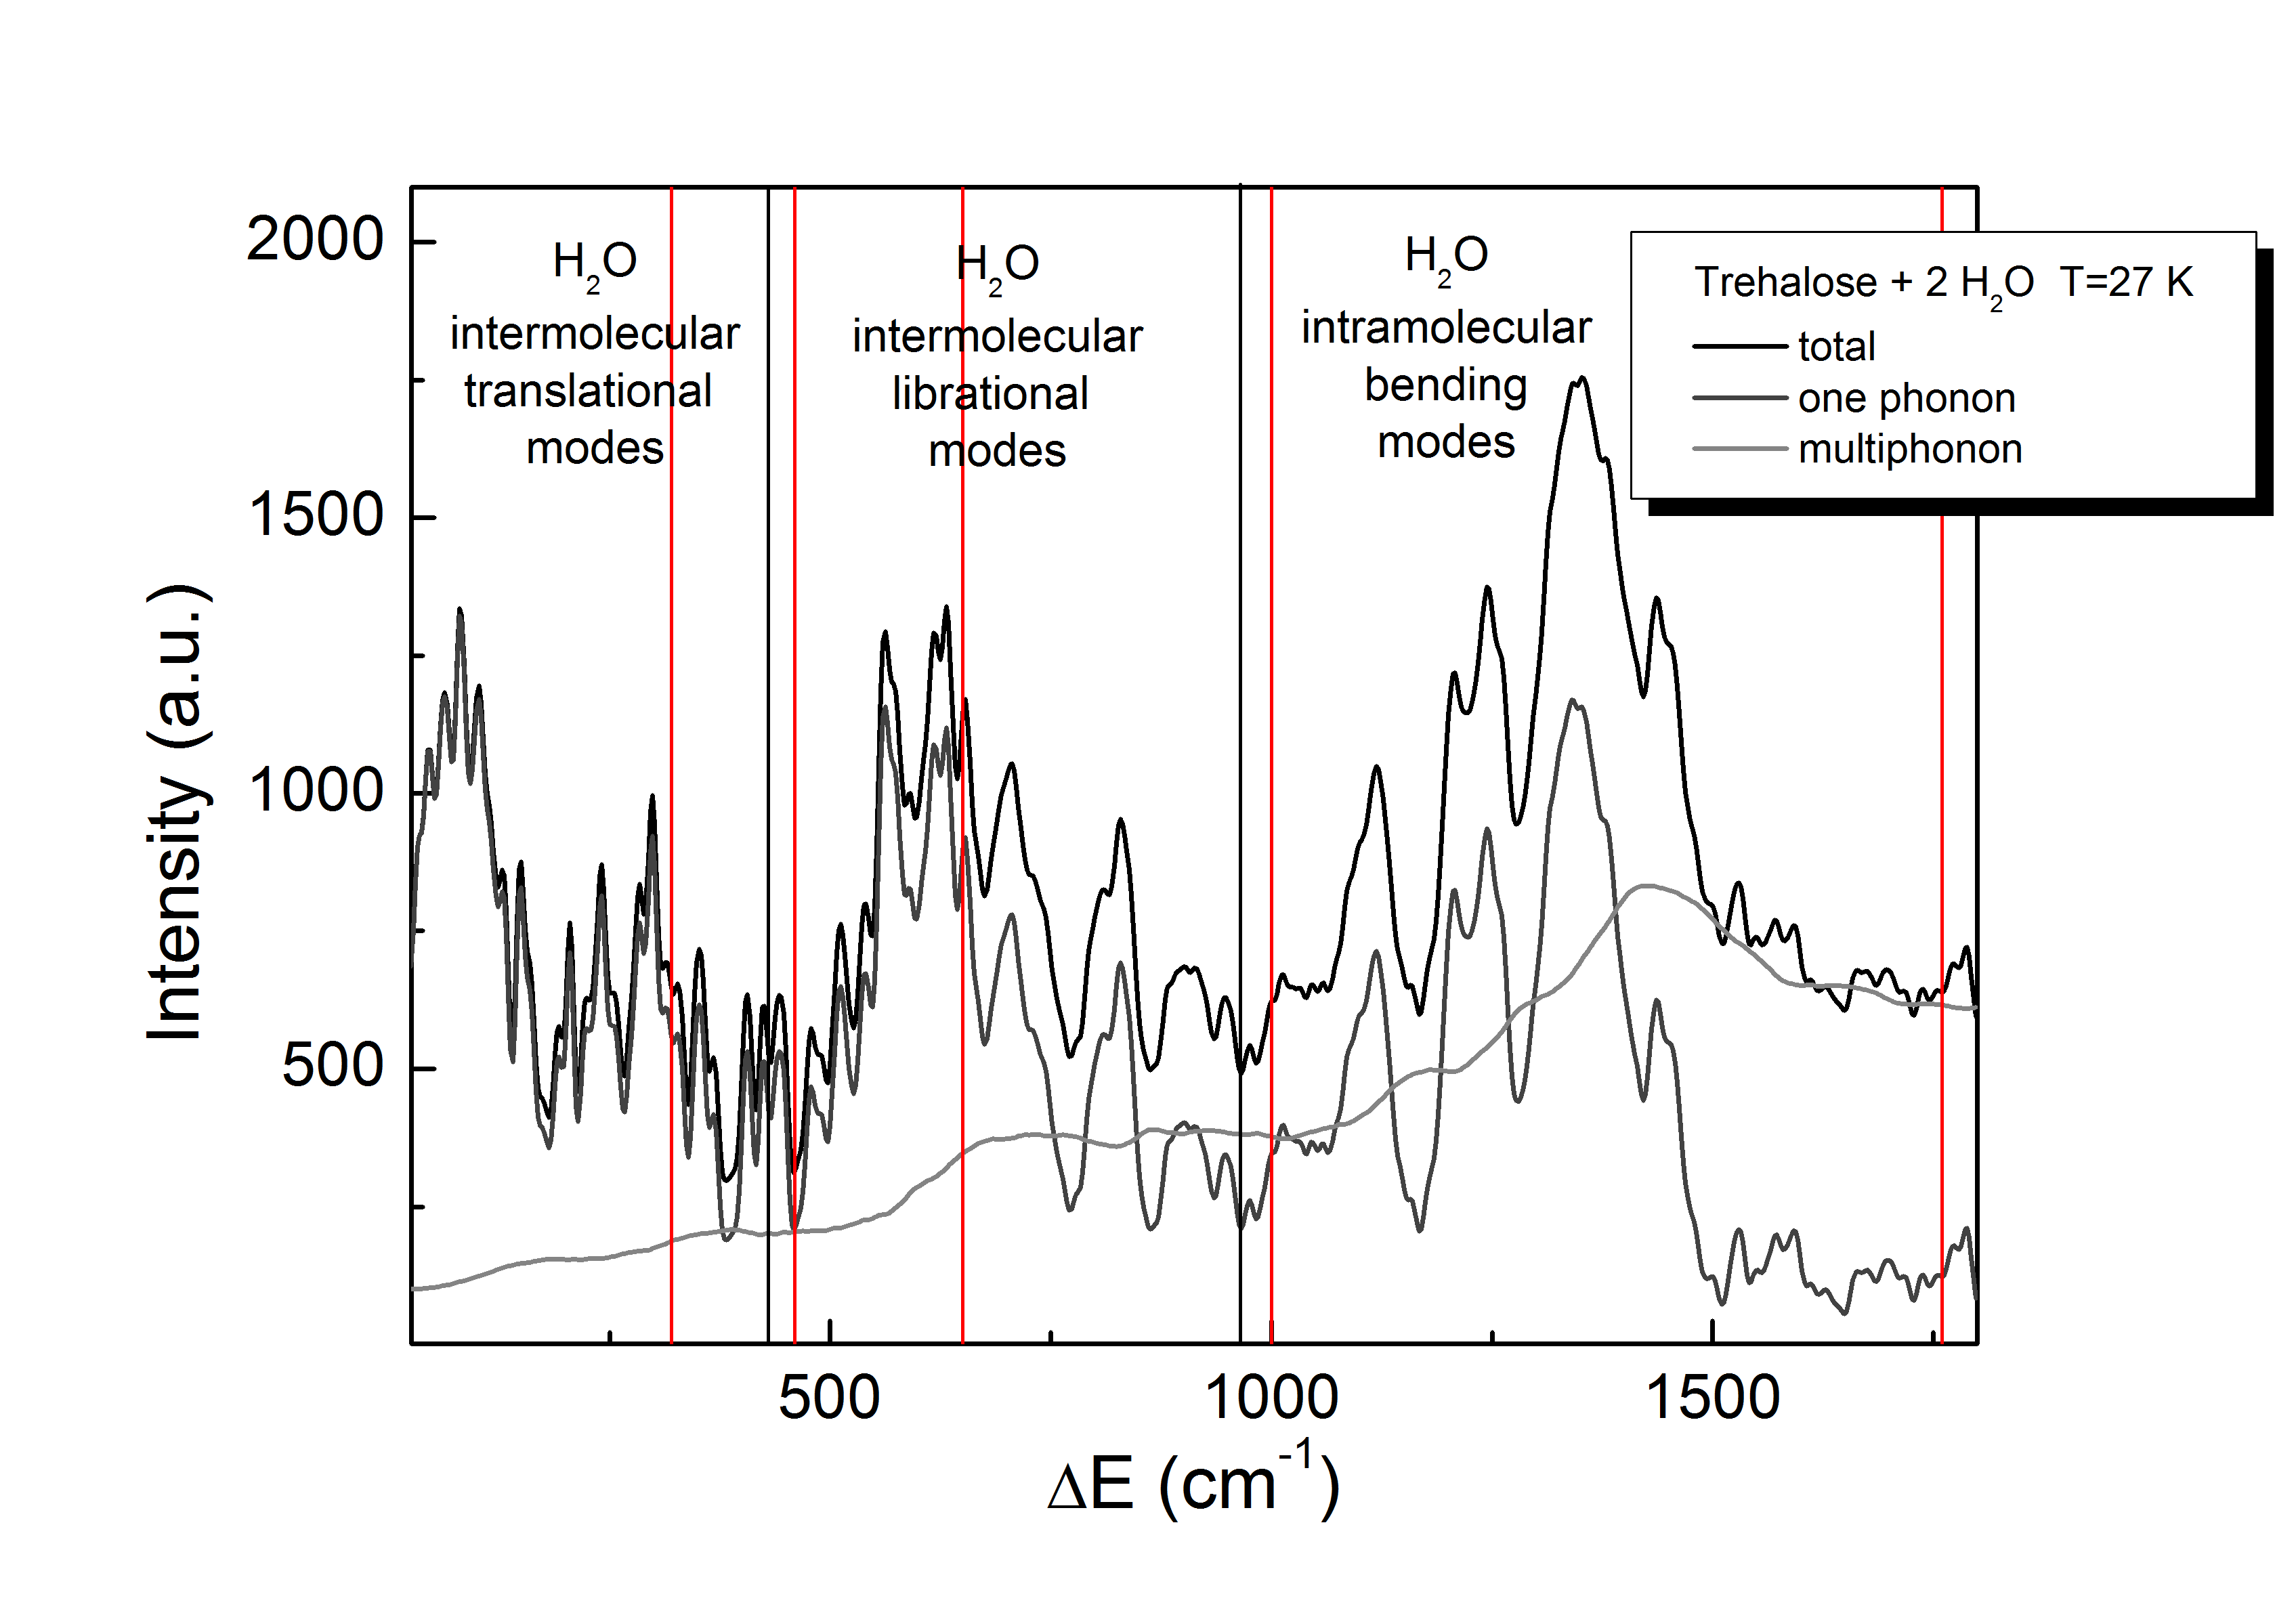 2000
1500
1000
500
Intensity (a.u.)
H₂O
intermolecular
translational
modes
H₂O
intermolecular
librational
modes
H₂O
intramolecular
bending
modes
Trehalose + 2 H₂O T=27 K
total
one phonon
multiphonon
500 1000 1500
ΔE (cm⁻¹)